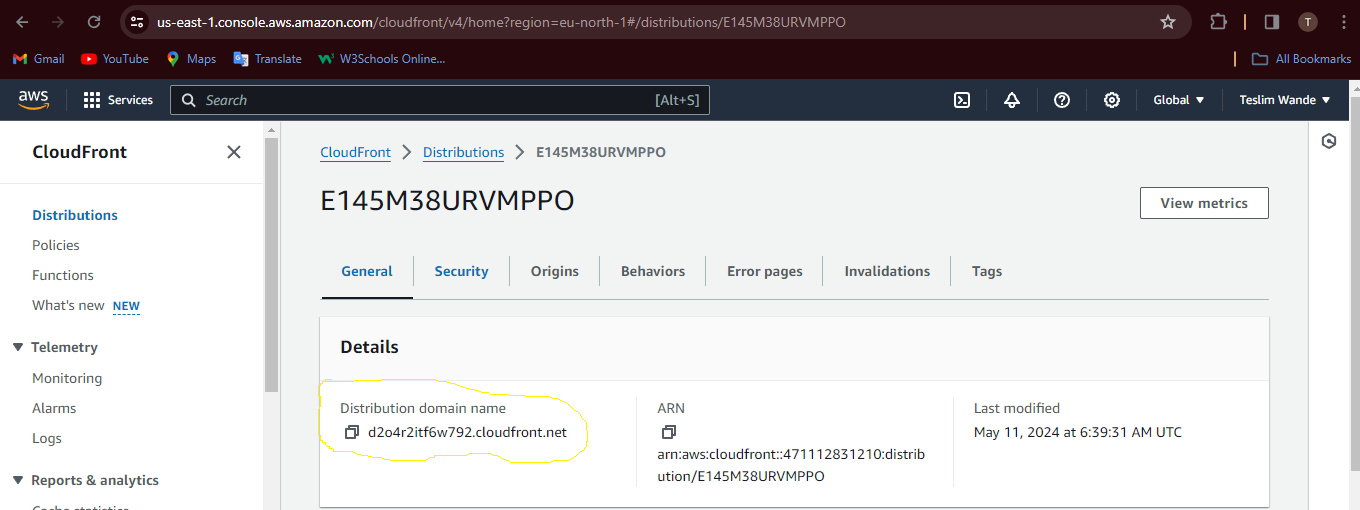 us-east-1.console.aws.amazon.com/cloudfront/v4/home?region=eu-north-1#/distributions/E145M38URVMPPO
T
Gmail YouTube Maps Translate W3Schools Online... All Bookmarks
aws Services Search [Alt+S] Global Teslim Wande
CloudFront
CloudFront Distributions E145M38URVMPPO
E145M38URVMPPO
View metrics
Distributions
Policies
Functions
What's new NEW
Telemetry
Monitoring
Alarms
Logs
Reports & analytics
Cache statistics
General Security Origins Behaviors Error pages Invalidations Tags
Details
Distribution domain name
d2o4r2itf6w792.cloudfront.net
ARN
arn:aws:cloudfront::471112831210:distrib
ution/E145M38URVMPPO
Last modified
May 11, 2024 at 6:39:31 AM UTC